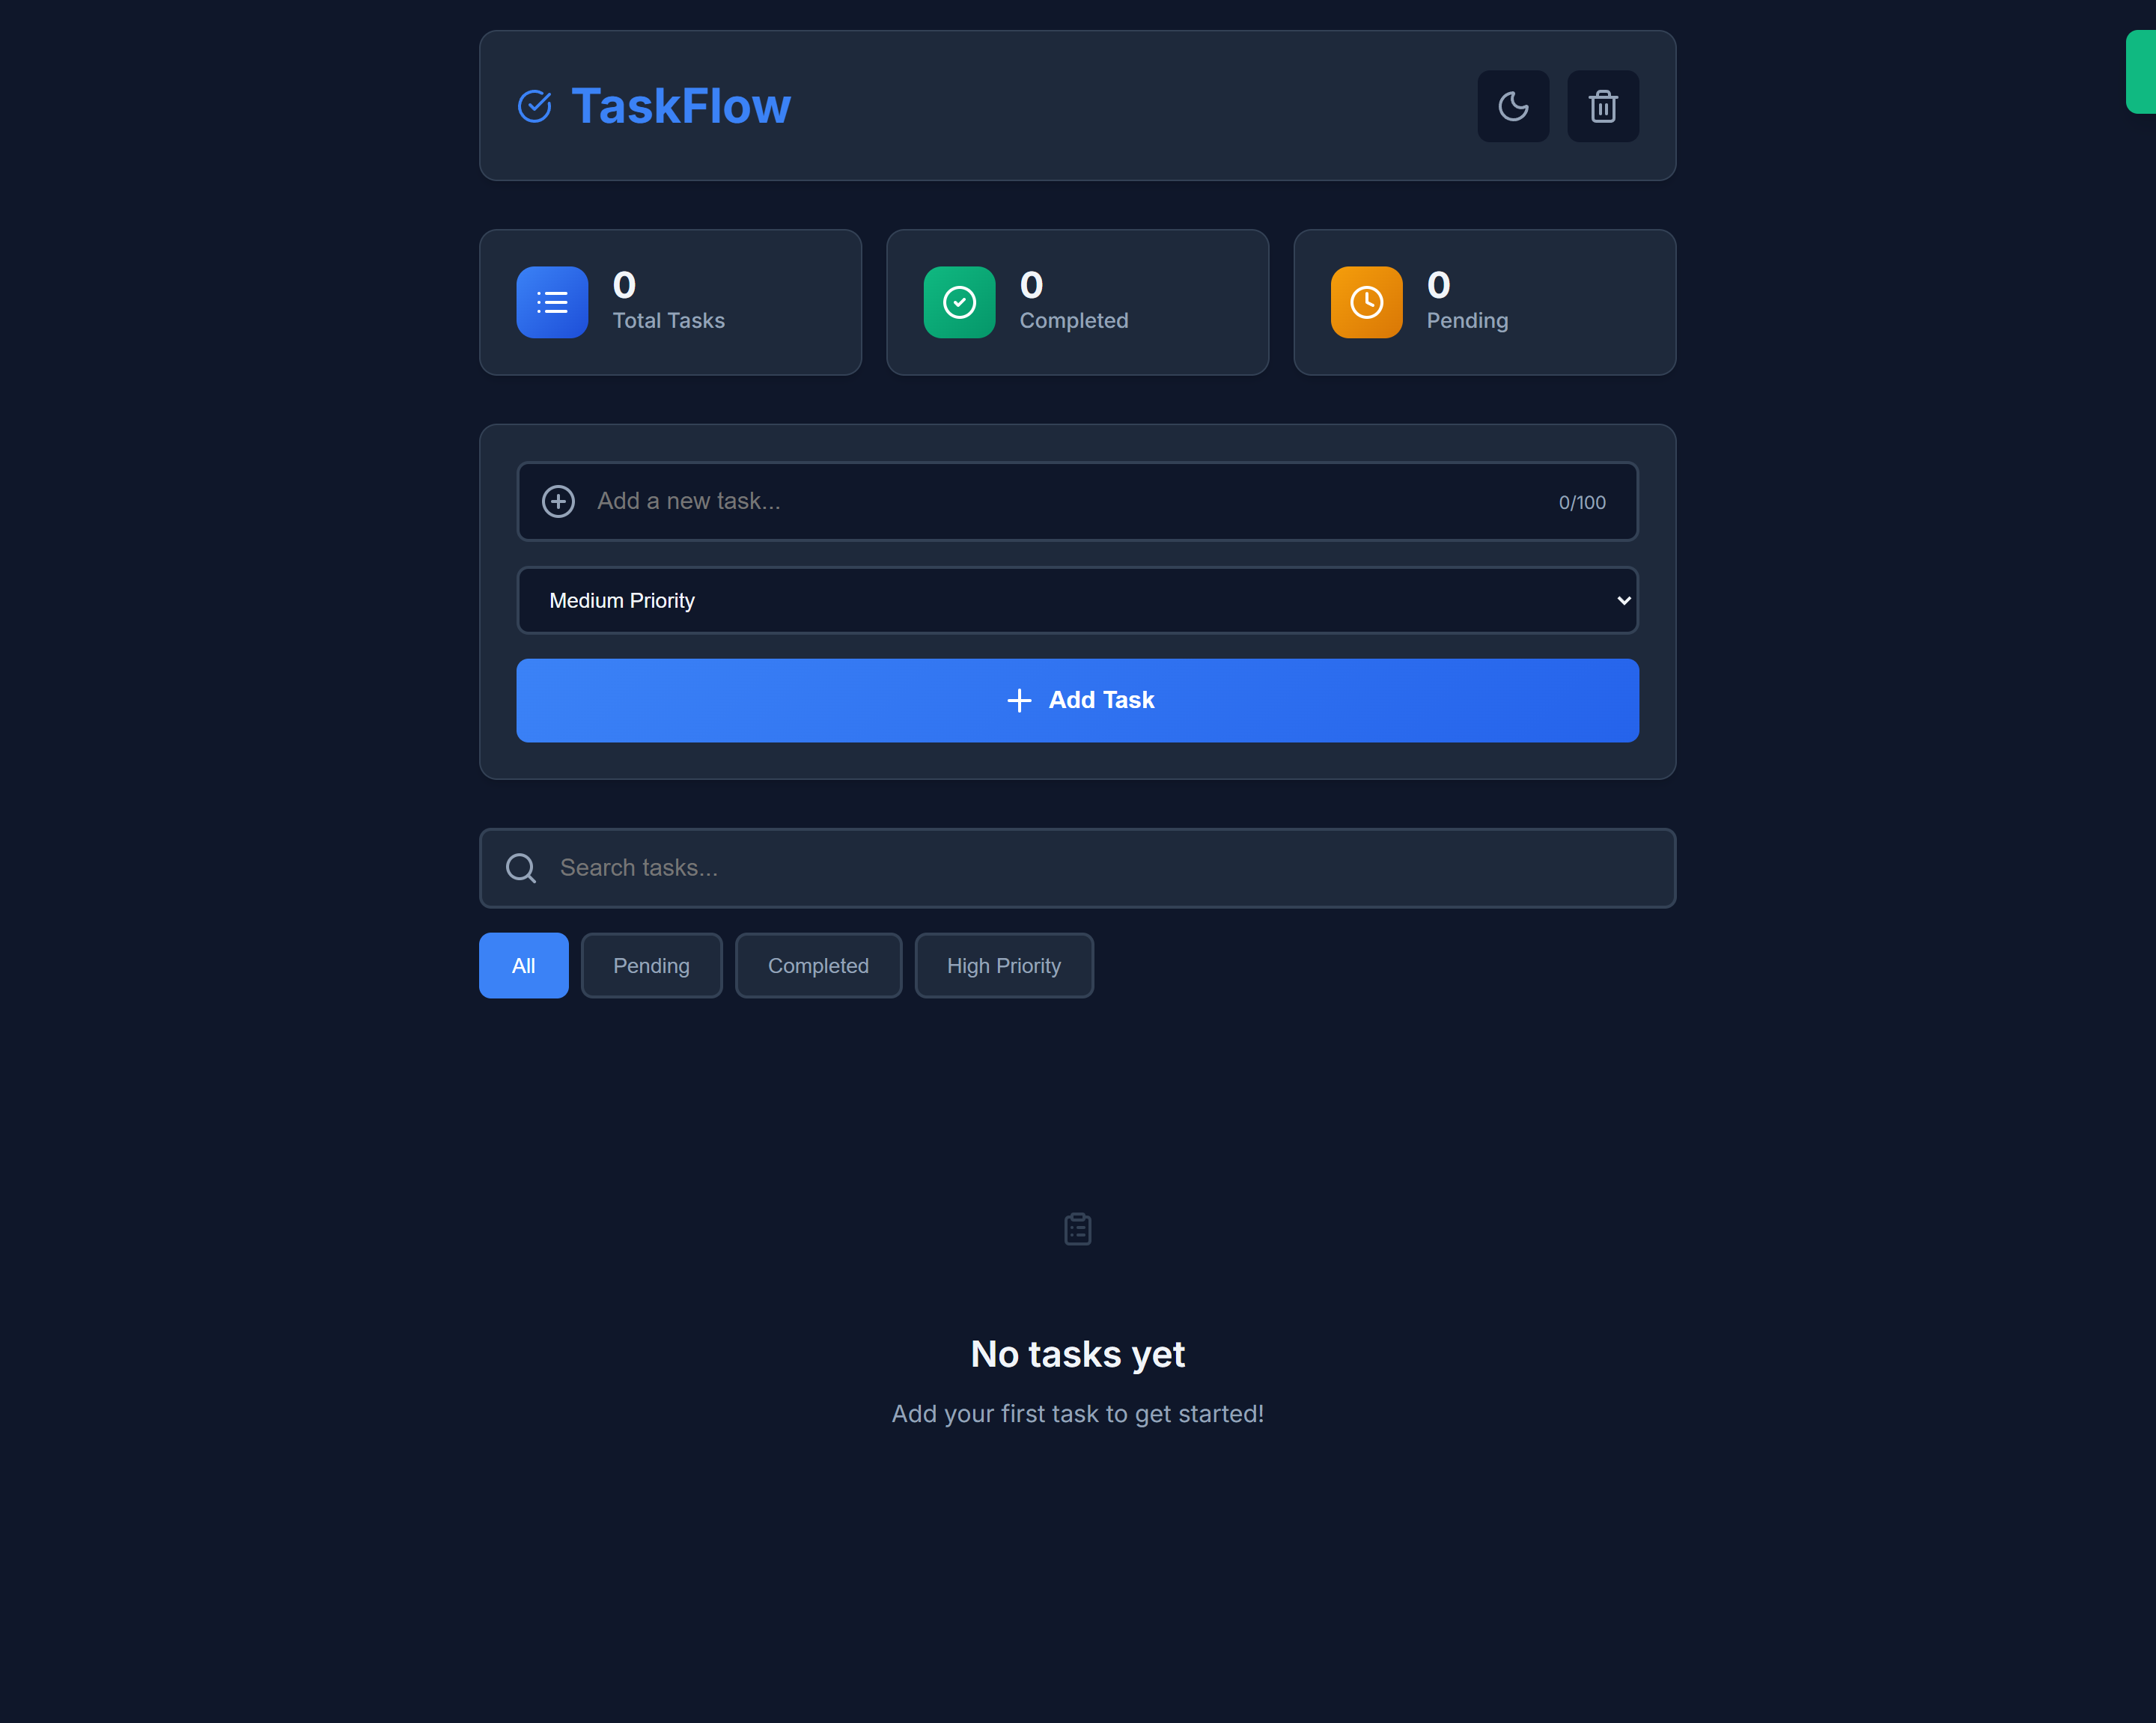 TaskFlow
0
Total Tasks
0
Completed
0
Pending
Add a new task...
0/100
Medium Priority
Add Task
Search tasks...
All
Pending
Completed
High Priority
No tasks yet
Add your first task to get started!